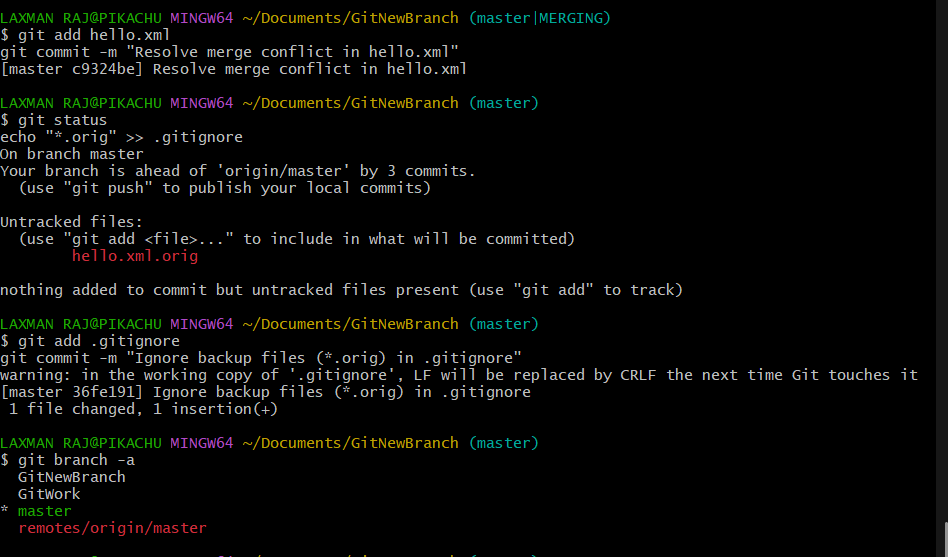 LAXMAN RAJ@PIKACHU MINGW64 ~/Documents/GitNewBranch (master|MERGING)
$ git add hello.xml
git commit -m "Resolve merge conflict in hello.xml"
[master c9324be] Resolve merge conflict in hello.xml
LAXMAN RAJ@PIKACHU MINGW64 ~/Documents/GitNewBranch (master)
$ git status
echo "*.orig" >> .gitignore
On branch master
Your branch is ahead of 'origin/master' by 3 commits.
  (use "git push" to publish your local commits)
Untracked files:
  (use "git add <file>..." to include in what will be committed)
        hello.xml.orig
nothing added to commit but untracked files present (use "git add" to track)
LAXMAN RAJ@PIKACHU MINGW64 ~/Documents/GitNewBranch (master)
$ git add .gitignore
git commit -m "Ignore backup files (*.orig) in .gitignore"
warning: in the working copy of '.gitignore', LF will be replaced by CRLF the next time Git touches it
[master 36fe191] Ignore backup files (*.orig) in .gitignore
 1 file changed, 1 insertion(+)
LAXMAN RAJ@PIKACHU MINGW64 ~/Documents/GitNewBranch (master)
$ git branch -a
  GitNewBranch
  GitWork
* master
  remotes/origin/master